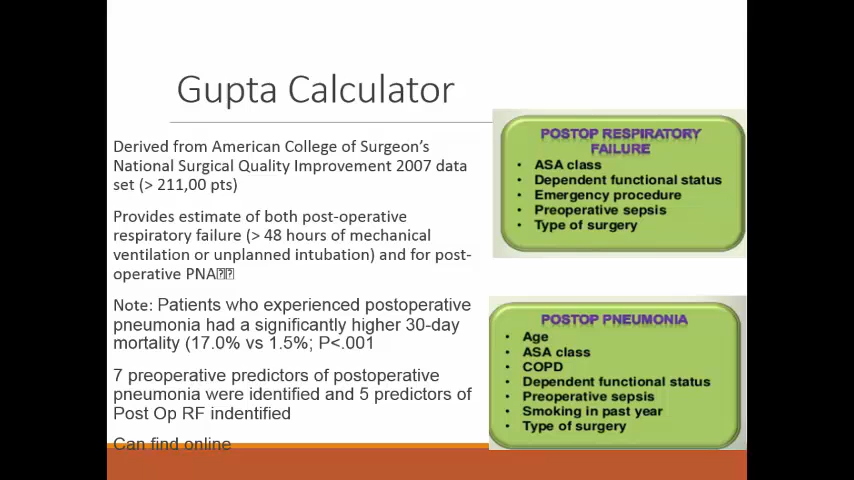 Gupta Calculator
Derived from American College of Surgeon's
National Surgical Quality Improvement 2007 data
set (> 211,00 pts)
Provides estimate of both post-operative
respiratory failure (> 48 hours of mechanical
ventilation or unplanned intubation) and for post-
operative PNA
Note: Patients who experienced postoperative
pneumonia had a significantly higher 30-day
mortality (17.0% vs 1.5%; P<.001
7 preoperative predictors of postoperative
pneumonia were identified and 5 predictors of
Post Op RF indentified
Can find online
POSTOP RESPIRATORY
FAILURE
• ASA class
• Dependent functional status
• Emergency procedure
• Preoperative sepsis
• Type of surgery
POSTOP PNEUMONIA
• Age
• ASA class
• COPD
• Dependent functional status
• Preoperative sepsis
• Smoking in past year
• Type of surgery